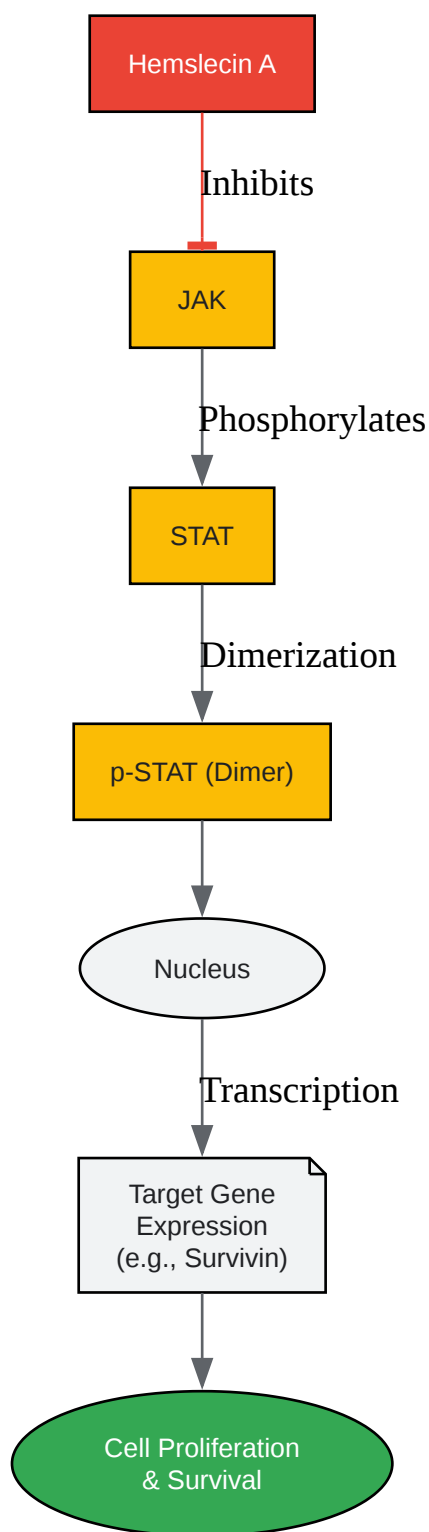 Hemslecin A
Inhibits
JAK
Phosphorylates
STAT
Dimerization
p-STAT (Dimer)
Nucleus
Transcription
Target Gene
Expression
(e.g., Survivin)
Cell Proliferation
& Survival